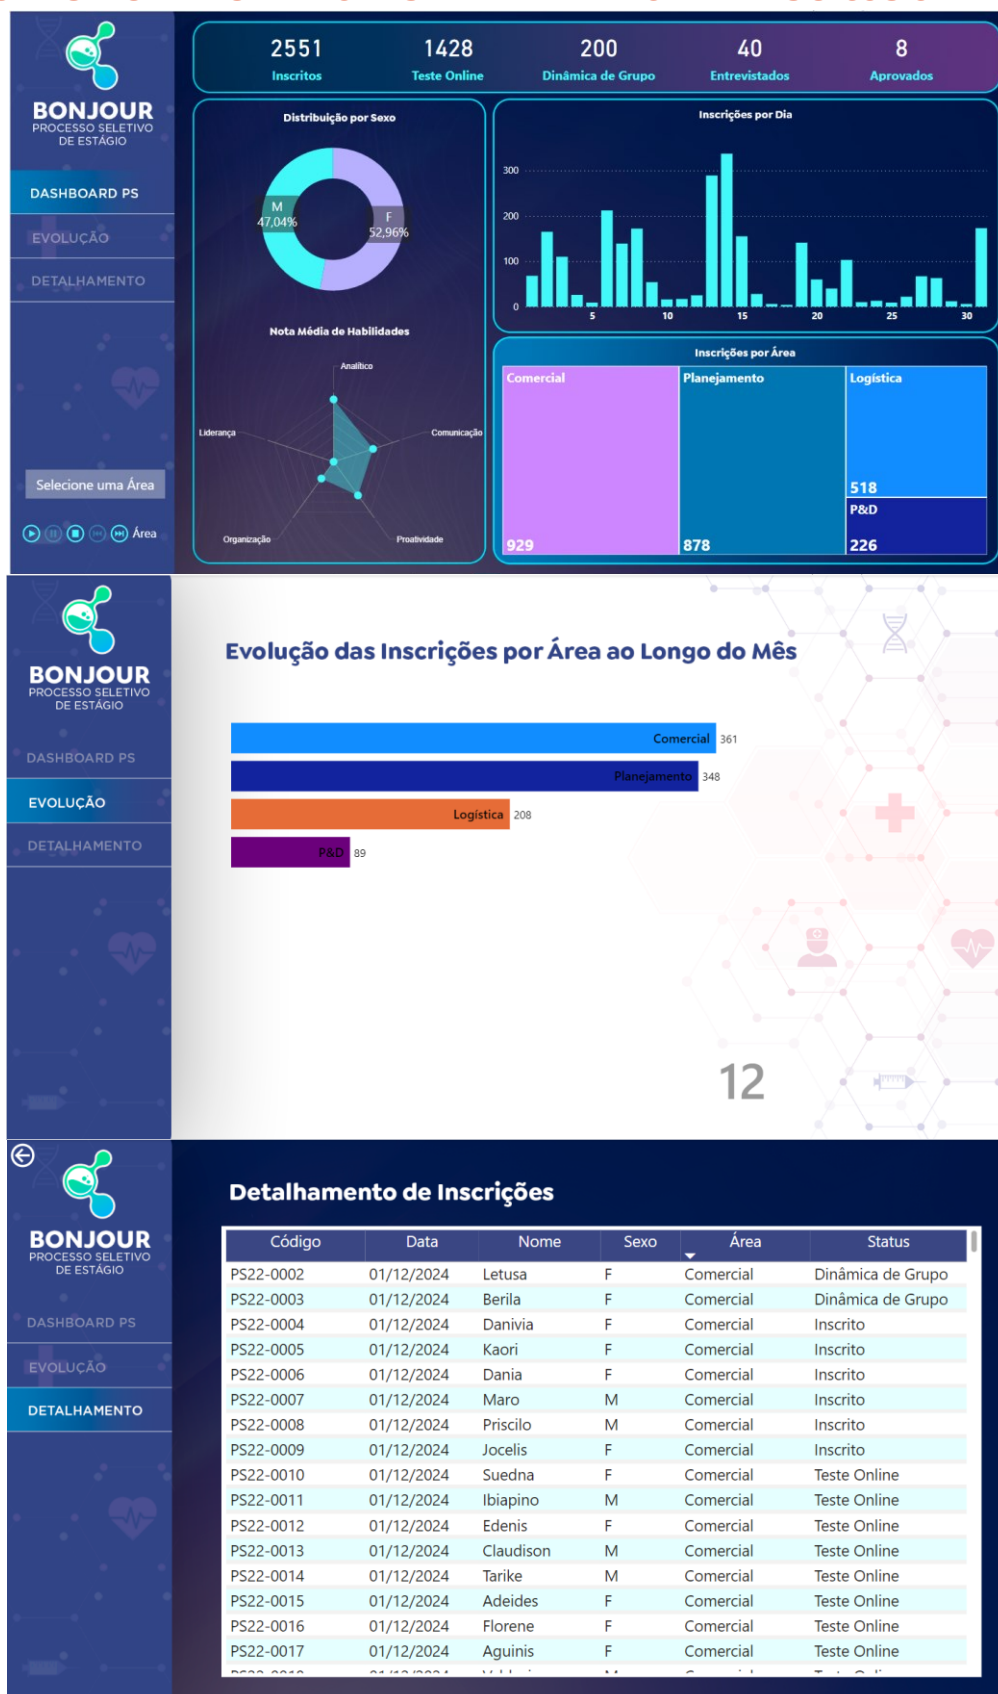 2551
1428
200
40
8
Inscritos
Teste Online
Dinâmica de Grupo
Entrevistados
Aprovados
BONJOUR
PROCESSO SELETIVO
DE ESTÁGIO
DASHBOARD PS
EVOLUÇÃO
DETALHAMENTO
Selecione uma Área
Área
Distribuição por Sexo
M
47,04%
F
52,96%
Nota Média de Habilidades
Analítico
Liderança
Comunicação
Organização
Proatividade
Inscrições por Dia
300
200
100
0
5 10 15 20 25 30
Inscrições por Área
Comercial
929
Planejamento
878
Logística
518
P&D
226
BONJOUR
PROCESSO SELETIVO
DE ESTÁGIO
DASHBOARD PS
EVOLUÇÃO
DETALHAMENTO
Evolução das Inscrições por Área ao Longo do Mês
Comercial 361
Planejamento 348
Logística 208
P&D 89
12
BONJOUR
PROCESSO SELETIVO
DE ESTÁGIO
DASHBOARD PS
EVOLUÇÃO
DETALHAMENTO
Detalhamento de Inscrições
Código Data Nome Sexo Área Status
PS22-0002 01/12/2024 Letusa F Comercial Dinâmica de Grupo
PS22-0003 01/12/2024 Berila F Comercial Dinâmica de Grupo
PS22-0004 01/12/2024 Danivia F Comercial Inscrito
PS22-0005 01/12/2024 Kaori F Comercial Inscrito
PS22-0006 01/12/2024 Dania F Comercial Inscrito
PS22-0007 01/12/2024 Maro M Comercial Inscrito
PS22-0008 01/12/2024 Priscilo M Comercial Inscrito
PS22-0009 01/12/2024 Jocelis F Comercial Inscrito
PS22-0010 01/12/2024 Suedna F Comercial Teste Online
PS22-0011 01/12/2024 Ibiapino M Comercial Teste Online
PS22-0012 01/12/2024 Edenis F Comercial Teste Online
PS22-0013 01/12/2024 Claudison M Comercial Teste Online
PS22-0014 01/12/2024 Tarike M Comercial Teste Online
PS22-0015 01/12/2024 Adeides F Comercial Teste Online
PS22-0016 01/12/2024 Florene F Comercial Teste Online
PS22-0017 01/12/2024 Aguinis F Comercial Teste Online